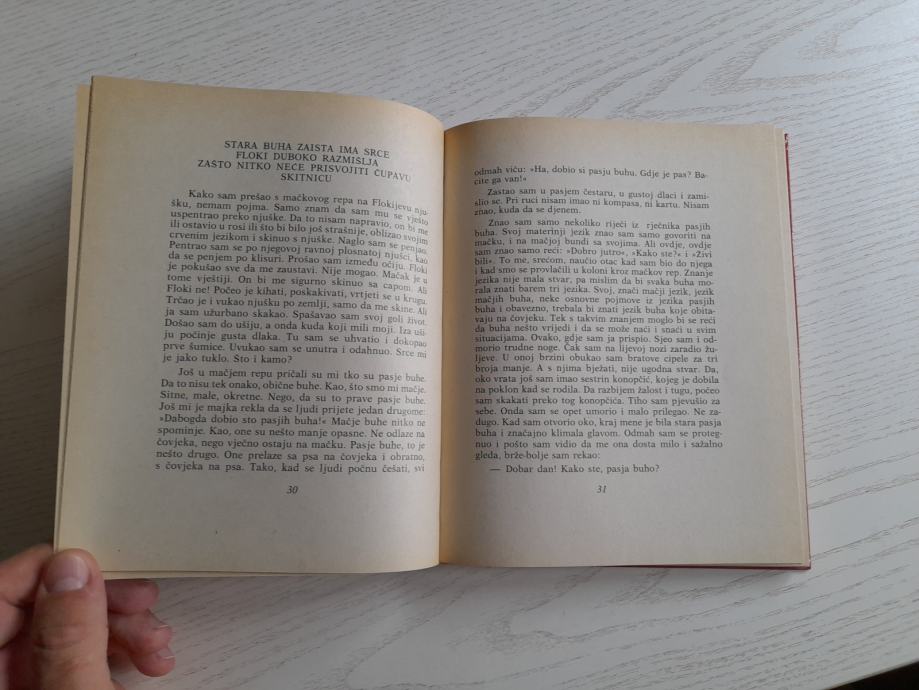 STARA BUHA ZAISTA IMA SRCE
FLOKI DUBOKO RAZMIŠLJA
ZAŠTO NITKO NEĆE PRISVOJITI ČUPAVU
SKITNICU
Kako sam prešao s mačkovog repa na Flokijevu nju-
šku, nemam pojma. Samo znam da sam mu se vješto
uspentrao preko njuške. Da to nisam napravio, on bi me
ili ostavio u rosi ili što bi bilo još strašnije, oblizao svojim
crvenim jezikom i skinuo s njuške. Naglo sam se penjao.
Pentrao sam se po njegovoj ravnoj plosnatoj njušci, kao
da se penjem po klisuri. Prošao sam između očiju. Floki
je pokušao sve da me zaustavi. Nije mogao. Mačak je u
tome vještiji. On bi me sigurno skinuo sa capom. Ali
Floki ne! Počeo je kihati, poskakivati, vrtjeti se u krugu.
Trčao je i vukao njušku po zemlji, samo da me skine. Ali
ja sam užurbano skakao. Spašavao sam svoj goli život.
Došao sam do ušiju, a onda kuda koji mili moji. Iza uši-
ju počinje gusta dlaka. Tu sam se uhvatio i dokopao
prve šumice. Uvukao sam se unutra i odahnuo. Srce mi
je jako tuklo. Što i kamo?
Još u mačjem repu pričali su mi tko su pasje buhe.
Da to nisu tek onako, obične buhe. Kao, što smo mi mačje.
Sitne, male, okretne. Nego, da su to prave pasje buhe.
Još mi je majka rekla da se ljudi prijete jedan drugome:
»Dabogda dobio sto pasjih buha!« Mačje buhe nitko ne
spominje. Kao, one su nešto manje opasne. Ne odlaze na
čovjeka, nego vječno ostaju na mačku. Pasje buhe, to je
nešto drugo. One prelaze sa psa na čovjeka i obratno,
s čovjeka na psa. Tako, kad se ljudi počnu češati, svi
30
odmah viču: »Ha, dobio si pasju buhu. Gdje je pas? Ba-
cite ga van!«
Zastao sam u pasjem čestaru, u gustoj dlaci i zami-
slio se. Pri ruci nisam imao ni kompasa, ni kartu. Nisam
znao, kuda da se djenem.
Znao sam samo nekoliko riječi iz rječnika pasjih
buha. Svoj materinji jezik znao sam samo govoriti na
mačku, i na mačjoj bundi sa svojima. Ali ovdje, ovdje
sam znao samo reći: »Dobro jutro«, »Kako ste?« i »Živi
bili«. To me, srećom, naučio otac kad sam bio do njega
i kad smo se provlačili u koloni kroz mačkov rep. Znanje
jezika nije mala stvar, pa mislim da bi svaka buha mo-
rala znati barem tri jezika. Svoj, znači mačji jezik, jezik
mačjih buha, neke osnovne pojmove iz jezika pasjih
buha i obavezno, trebala bi znati jezik buha koje obita-
vaju na čovjeku. Tek s takvim znanjem moglo bi se reći
da buha nešto vrijedi i da se može naći i snaći u svim
situacijama. Ovako, gdje sam ja prispio. Sjeo sam i od-
morio trudne noge. Čak sam na lijevoj nozi zaradio žu-
ljeve. U onoj brzini obukao sam bratove cipele za tri
broja manje. A s njima bježati, nije ugodna stvar. Da,
oko vrata još sam imao sestrin konopčić, kojeg je dobila
na poklon kad se rodila. Da razbijem žalost i tugu, počeo
sam skakati preko tog konopčića. Tiho sam pjevušio za
sebe. Onda sam se opet umorio i malo prilegao. Ne za-
dugo. Kad sam otvorio oko, kraj mene je bila stara pasja
buha i značajno klimala glavom. Odmah sam se proteg-
nuo i pošto sam vidio da me ona dosta milo i sažalno
gleda, brže-bolje sam rekao:
— Dobar dan! Kako ste, pasja buho?
31